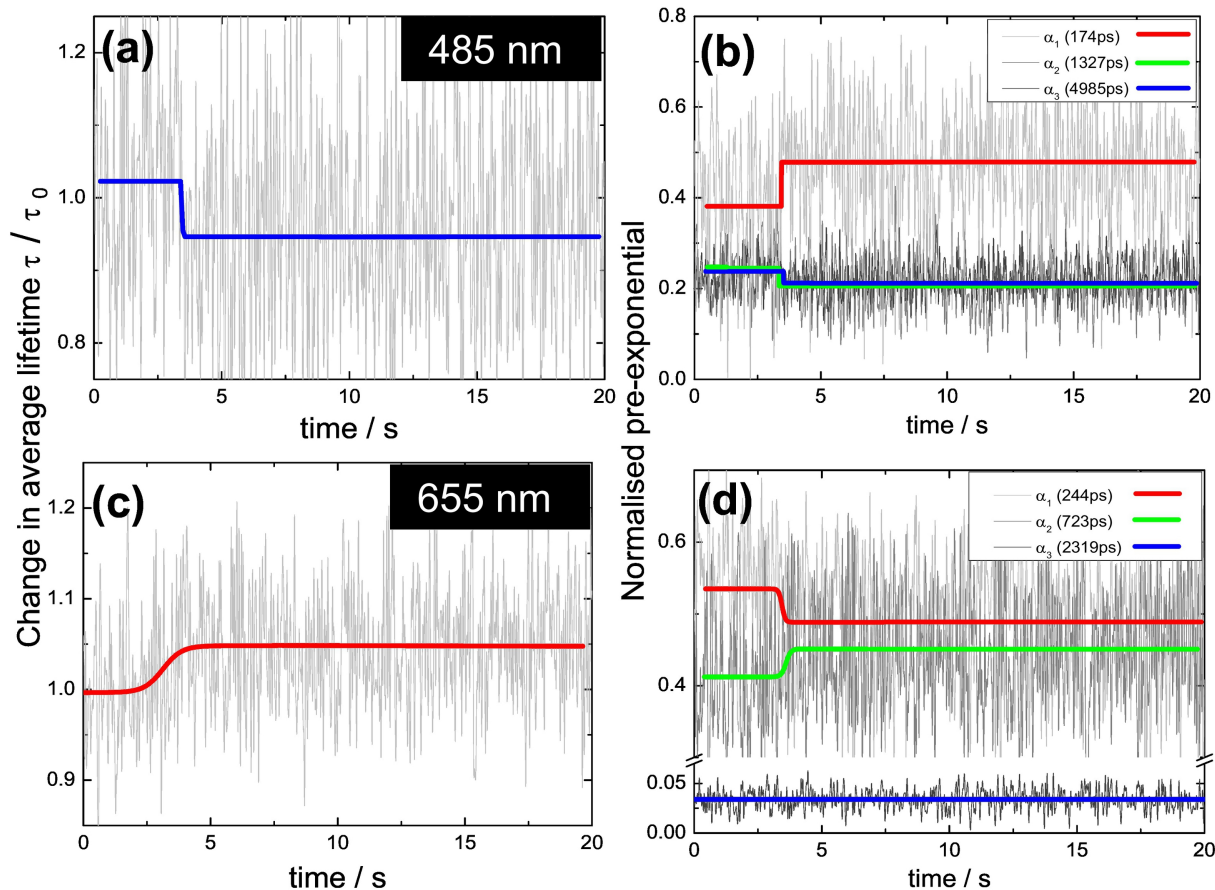 (a)
485 nm
1.2
1.0
0.8
0
5
10
15
20
time / s
(b)
α1 (174ps)
α2 (1327ps)
α3 (4985ps)
0.8
0.6
0.4
0.2
0.0
0
5
10
15
20
time / s
Change in average lifetime τ / τ0
Normalised pre-exponential
(c)
655 nm
1.2
1.1
1.0
0.9
0
5
10
15
20
time / s
(d)
α1 (244ps)
α2 (723ps)
α3 (2319ps)
0.6
0.4
0.05
0.00
0
5
10
15
20
time / s